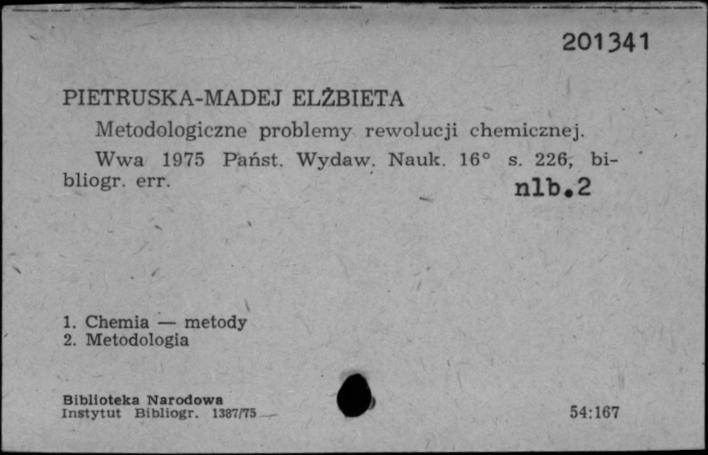 201341
PIETRUSKA-MADEJ ELŻBIETA
Metodologiczne problemy rewolucji chemicznej.
Wwa 1975 Państ. Wydaw. Nauk. 16° s. 226, bi-
bliogr. err.
nlb.2
1. Chemia — metody
2. Metodologia
Biblioteka Narodowa
Instytut Bibliogr. 1387/75
54:167